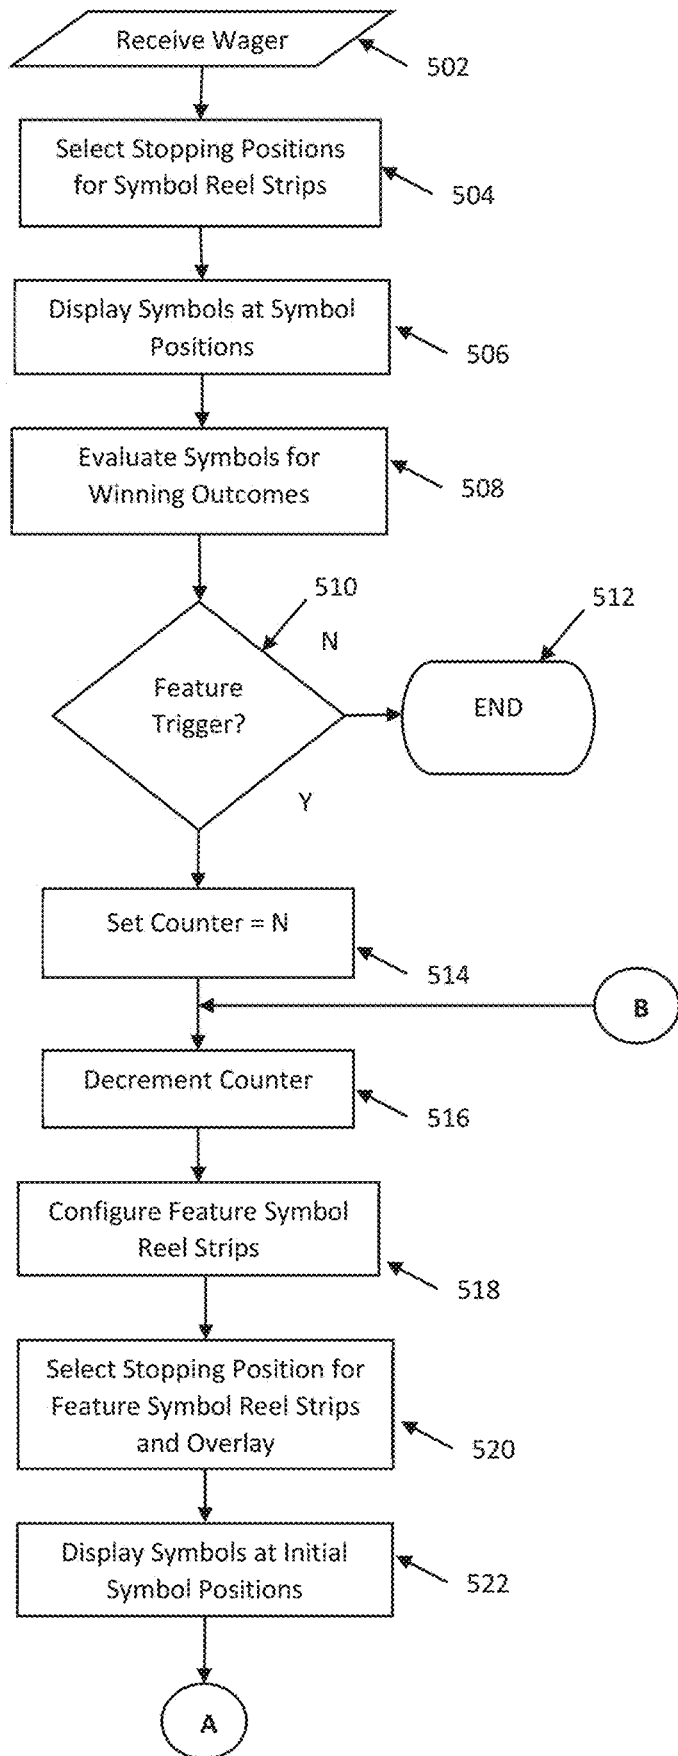 Receive Wager
502
Select Stopping Positions
for Symbol Reel Strips
504
Display Symbols at Symbol
Positions
506
Evaluate Symbols for
Winning Outcomes
508
510
512
N
Feature
Trigger?
END
Y
Set Counter = N
514
B
Decrement Counter
516
Configure Feature Symbol
Reel Strips
518
Select Stopping Position for
Feature Symbol Reel Strips
and Overlay
520
Display Symbols at Initial
Symbol Positions
522
A